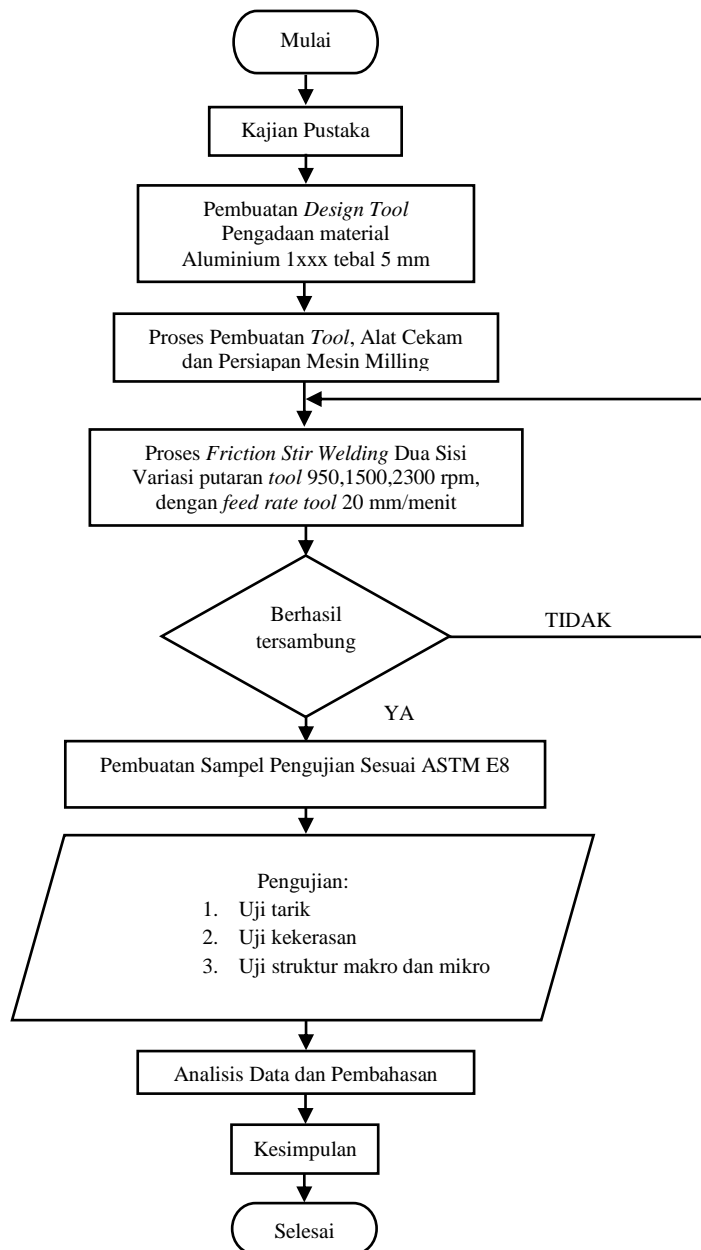 Mulai
Kajian Pustaka
Pembuatan Design Tool
Pengadaan material
Aluminium 1xxx tebal 5 mm
Proses Pembuatan Tool, Alat Cekam
dan Persiapan Mesin Milling
Proses Friction Stir Welding Dua Sisi
Variasi putaran tool 950,1500,2300 rpm,
dengan feed rate tool 20 mm/menit
Berhasil
tersambung
TIDAK
YA
Pembuatan Sampel Pengujian Sesuai ASTM E8
Pengujian:
1. Uji tarik
2. Uji kekerasan
3. Uji struktur makro dan mikro
Analisis Data dan Pembahasan
Kesimpulan
Selesai